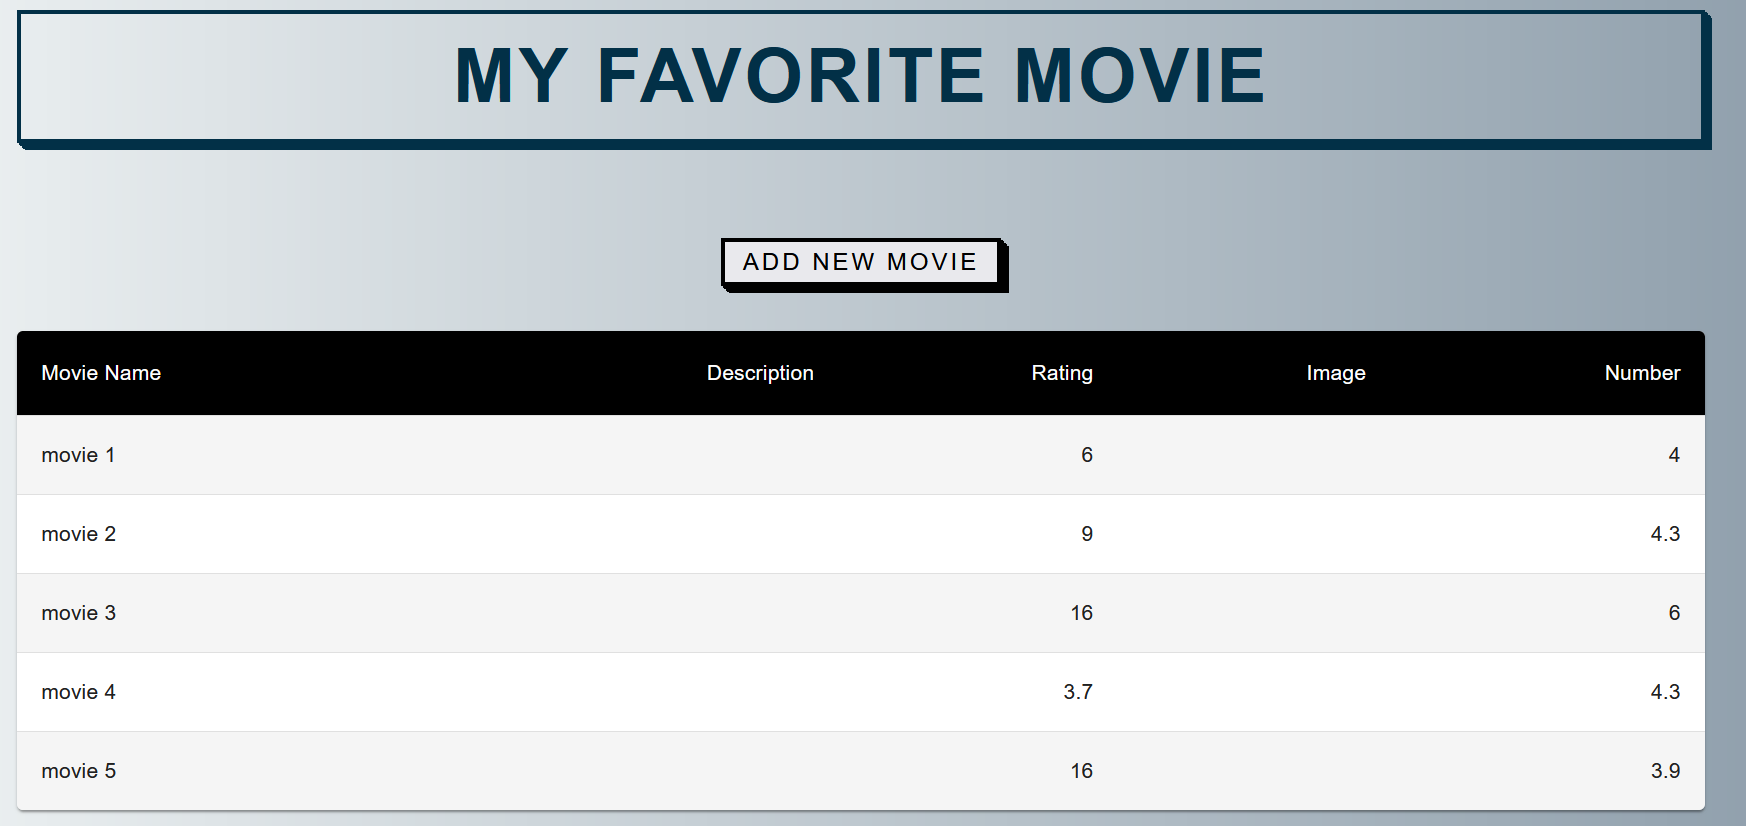 MY FAVORITE MOVIE
ADD NEW MOVIE
Movie Name Description Rating Image Number
movie 1 6 4
movie 2 9 4.3
movie 3 16 6
movie 4 3.7 4.3
movie 5 16 3.9